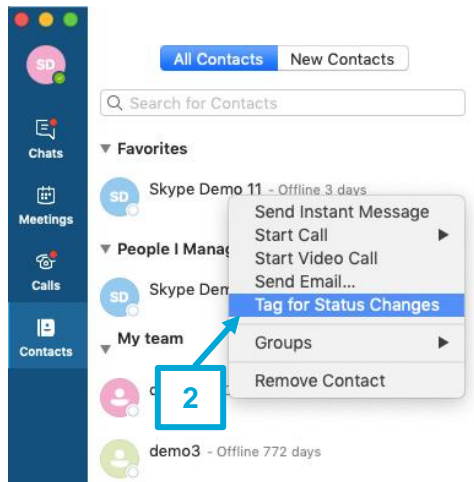 SD
All Contacts New Contacts
Search for Contacts
Chats
Favorites
SD
Skype Demo 11 - Offline 3 days
Meetings
Send Instant Message
Start Call
Start Video Call
Send Email...
Tag for Status Changes
Groups
Remove Contact
People I Manag
Calls
SD
Skype Dem
Contacts
My team
d
2
demo3 - Offline 772 days